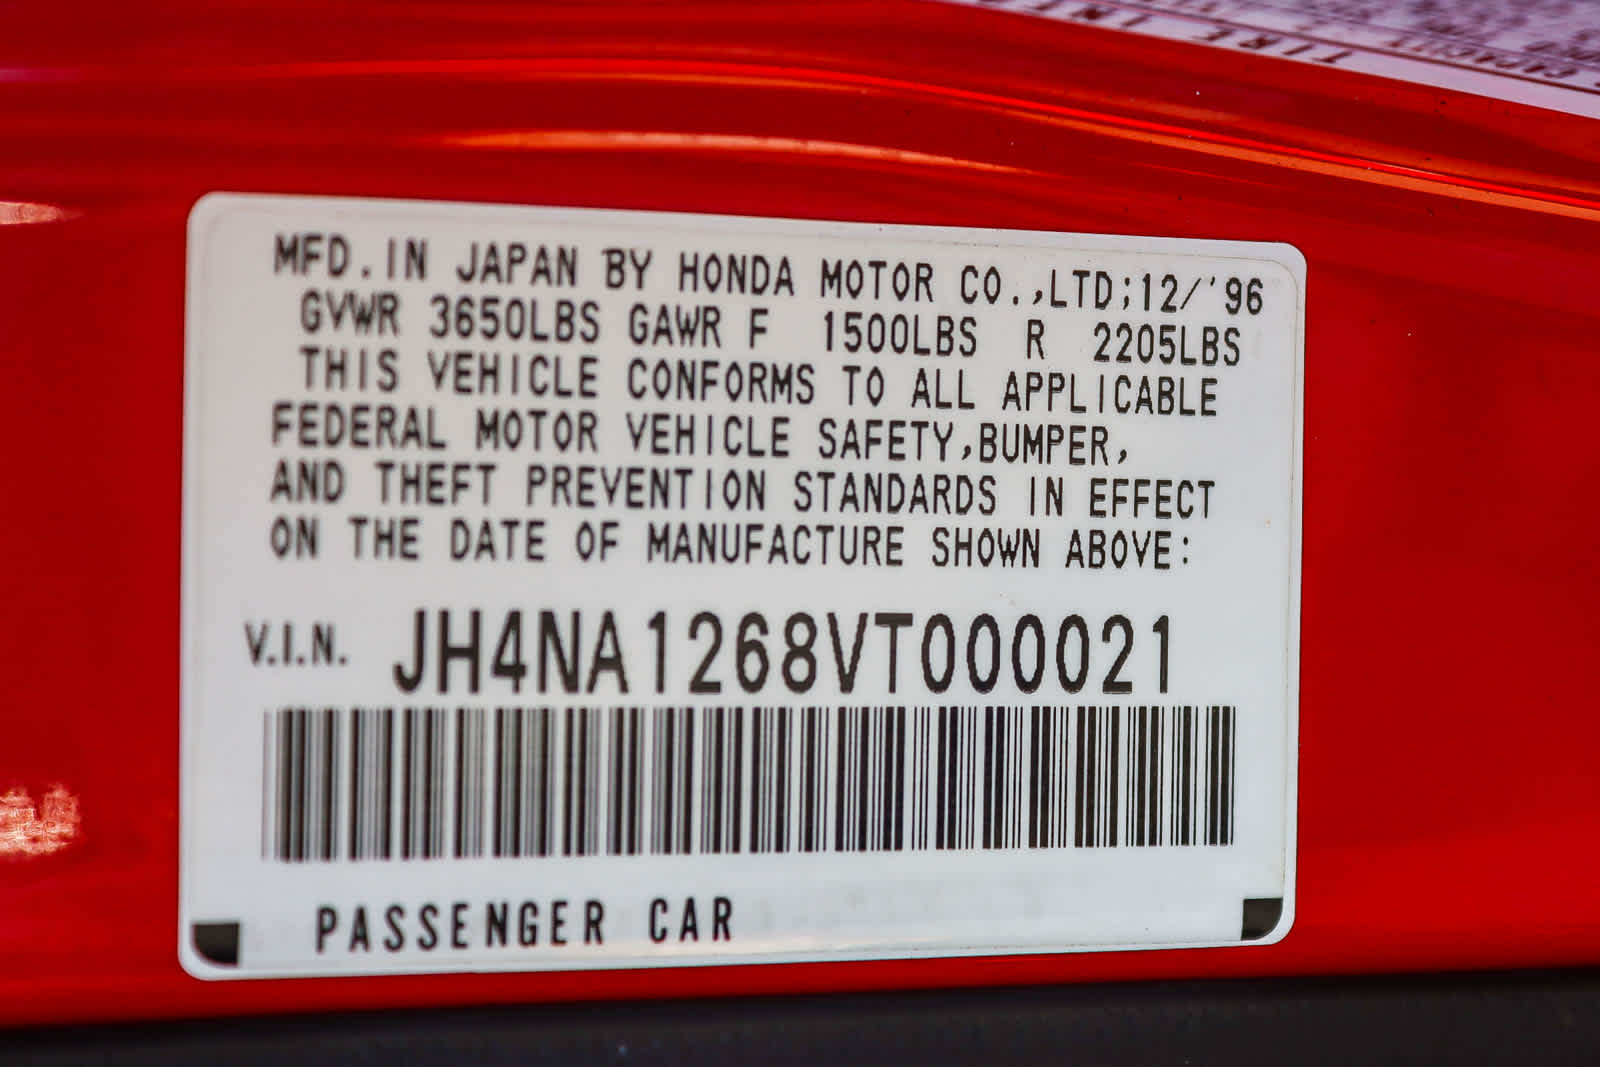 TIRE
MFD. IN JAPAN BY HONDA MOTOR CO.,LTD;12/'96
GVWR 3650LBS GAWR F 1500LBS R 2205LBS
THIS VEHICLE CONFORMS TO ALL APPLICABLE
FEDERAL MOTOR VEHICLE SAFETY,BUMPER,
AND THEFT PREVENTION STANDARDS IN EFFECT
ON THE DATE OF MANUFACTURE SHOWN ABOVE:
V.I.N. JH4NA1268VT000021
PASSENGER CAR